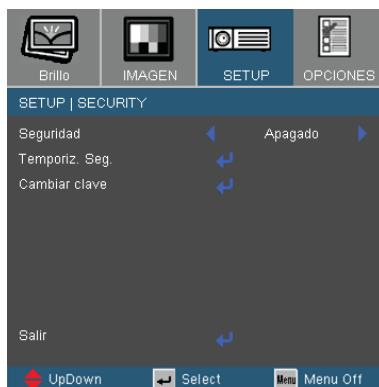 Brillo IMAGEN SETUP OPCIONES
SETUP | SECURITY
Seguridad Apagado
Temporiz. Seg.
Cambiar clave
Salir
UpDown Select Menu Menu Off